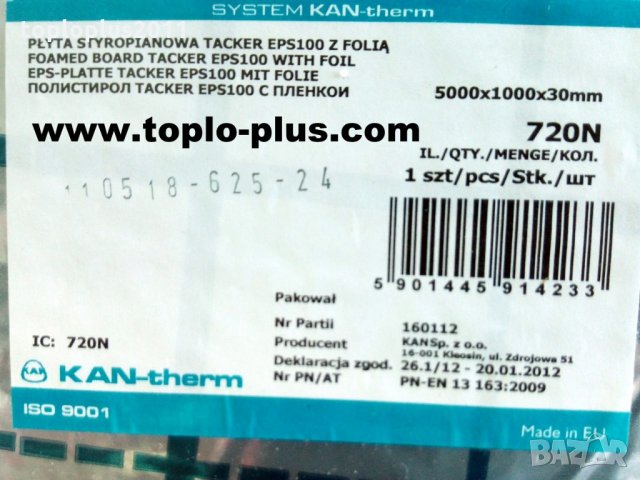 toploplus2011
SYSTEM KAN-therm
PŁYTA STYROPIANOWA TACKER EPS100 Z FOLIĄ
FOAMED BOARD TACKER EPS100 WITH FOIL
EPS-PLATTE TACKER EPS100 MIT FOLIE
ПОЛИСТИРОЛ TACKER EPS100 С ПЛЕНКОИ
5000x1000x30mm
www.toplo-plus.com
720N
IL./QTY./MENGE/КОЛ.
1 szt/pcs/Stk./шт
110518-625-24
5 901445 914233
Pakował
Nr Partii 160112
Producent KAN Sp. z o.o.
16-001 Kleosin, ul. Zdrojowa 51
Deklaracja zgod. 26.1/12 - 20.01.2012
Nr PN/AT PN-EN 13 163:2009
IC: 720N
KAN KAN-therm
ISO 9001
Made in EU
BAZAR